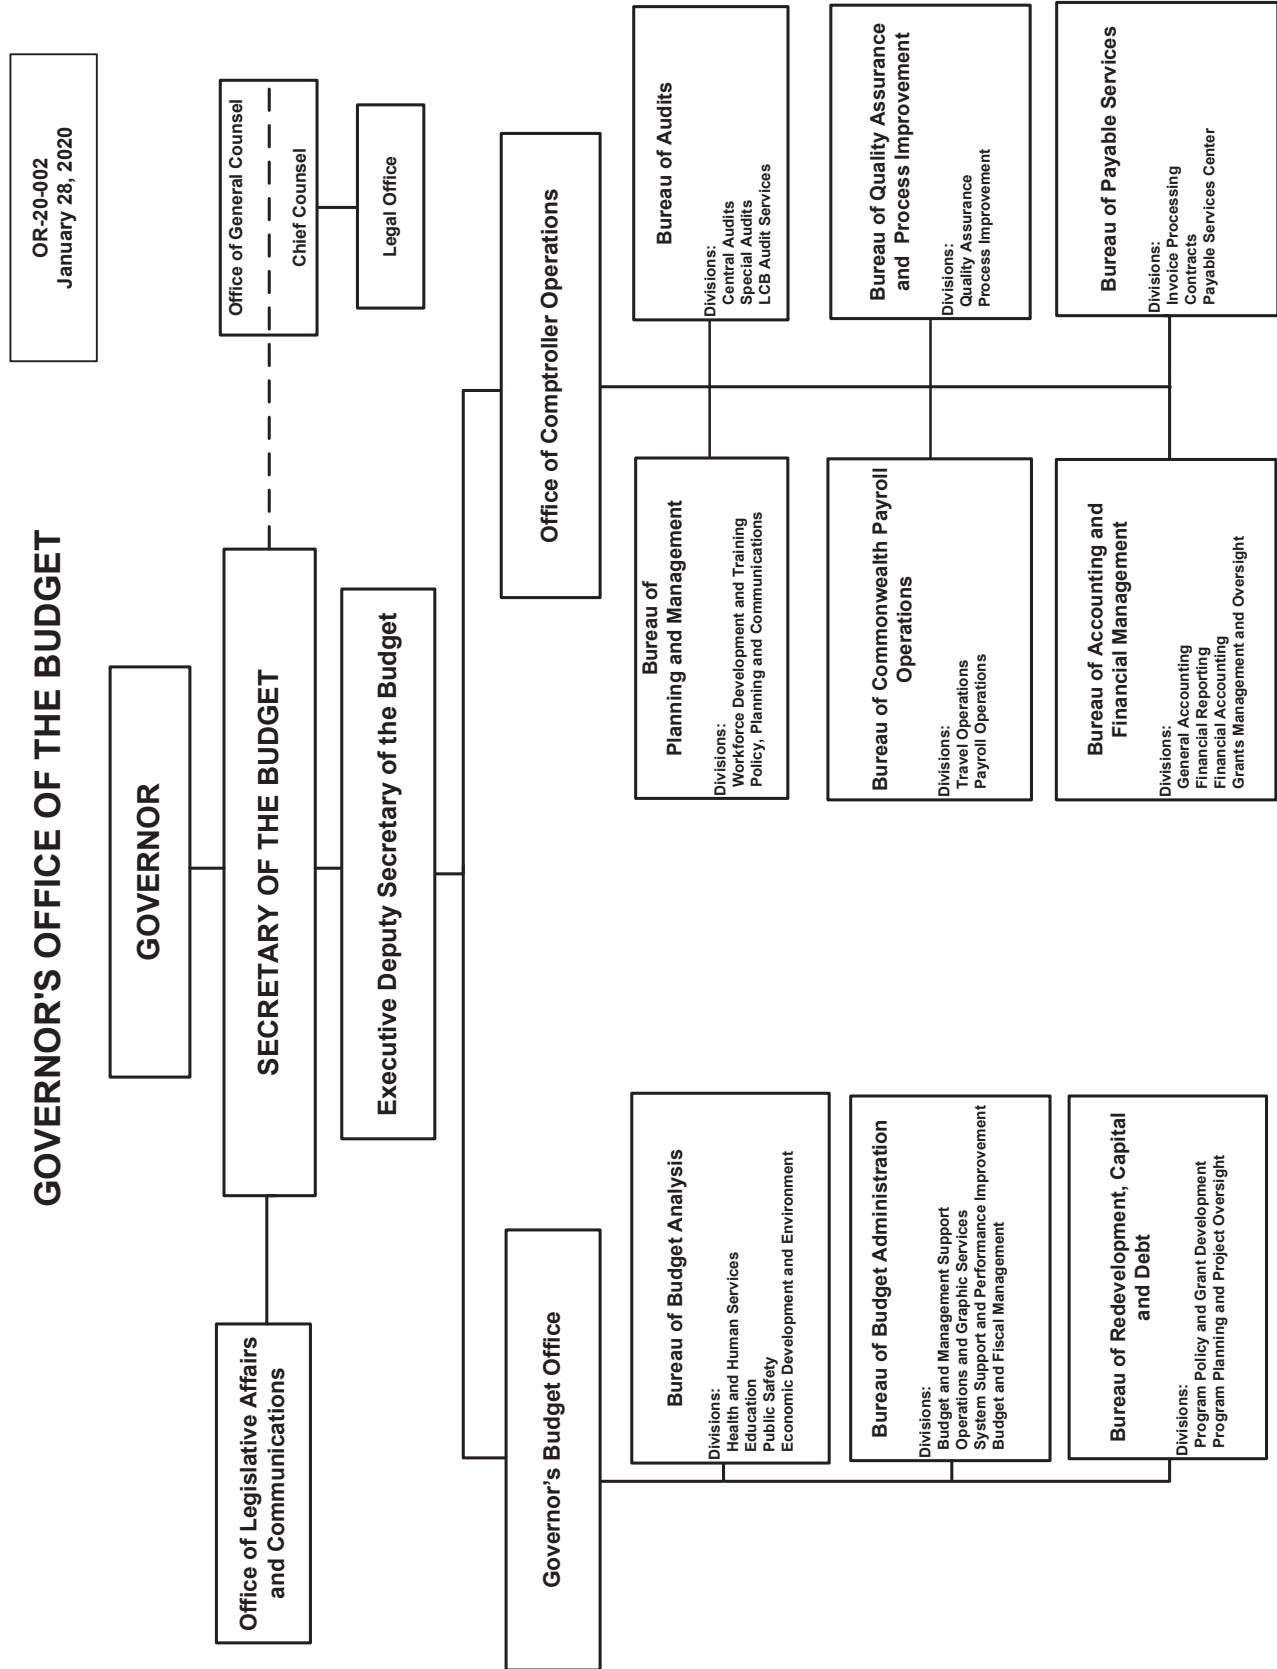 OR-20-002
January 28, 2020
GOVERNOR'S OFFICE OF THE BUDGET
GOVERNOR
Office of Legislative Affairs
and Communications
SECRETARY OF THE BUDGET
Office of General Counsel
Chief Counsel
Legal Office
Executive Deputy Secretary of the Budget
Governor's Budget Office
Office of Comptroller Operations
Bureau of Budget Analysis
Divisions:
Health and Human Services
Education
Public Safety
Economic Development and Environment
Bureau of
Planning and Management
Divisions:
Workforce Development and Training
Policy, Planning and Communications
Bureau of Audits
Divisions:
Central Audits
Special Audits
LCB Audit Services
Bureau of Budget Administration
Divisions:
Budget and Management Support
Operations and Graphic Services
System Support and Performance Improvement
Budget and Fiscal Management
Bureau of Commonwealth Payroll
Operations
Divisions:
Travel Operations
Payroll Operations
Bureau of Quality Assurance
and Process Improvement
Divisions:
Quality Assurance
Process Improvement
Bureau of Redevelopment, Capital
and Debt
Divisions:
Program Policy and Grant Development
Program Planning and Project Oversight
Bureau of Accounting and
Financial Management
Divisions:
General Accounting
Financial Reporting
Financial Accounting
Grants Management and Oversight
Bureau of Payable Services
Divisions:
Invoice Processing
Contracts
Payable Services Center